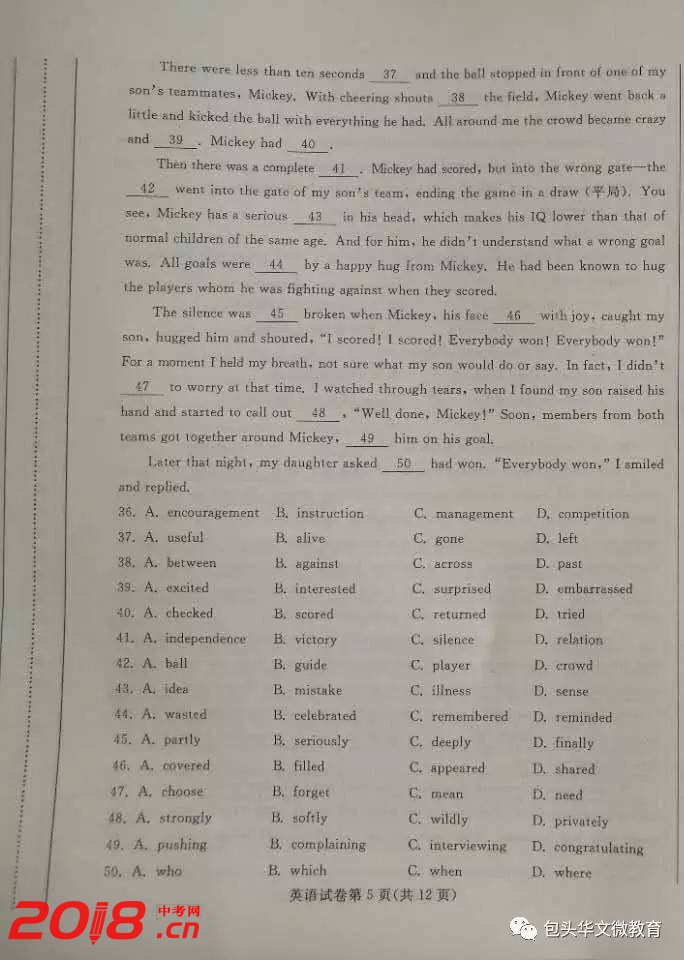 There were less than ten seconds 37 and the ball stopped in front of one of my
son's teammates, Mickey. With cheering shouts 38 the field, Mickey went back a
little and kicked the ball with everything he had. All around me the crowd became crazy
and 39 . Mickey had 40 .
Then there was a complete 41 . Mickey had scored, but into the wrong gate—the
42 went into the gate of my son's team, ending the game in a draw (平局). You
see, Mickey has a serious 43 in his head, which makes his IQ lower than that of
normal children of the same age. And for him, he didn't understand what a wrong goal
was. All goals were 44 by a happy hug from Mickey. He had been known to hug
the players whom he was fighting against when they scored.
The silence was 45 broken when Mickey, his face 46 with joy, caught my
son, hugged him and shouted, "I scored! I scored! Everybody won! Everybody won!"
For a moment I held my breath, not sure what my son would do or say. In fact, I didn't
47 to worry at that time. I watched through tears, when I found my son raised his
hand and started to call out 48 , "Well done, Mickey!" Soon, members from both
teams got together around Mickey, 49 him on his goal.
Later that night, my daughter asked 50 had won. "Everybody won," I smiled
and replied.
36. A. encouragement B. instruction C. management D. competition
37. A. useful B. alive C. gone D. left
38. A. between B. against C. across D. past
39. A. excited B. interested C. surprised D. embarrassed
40. A. checked B. scored C. returned D. tried
41. A. independence B. victory C. silence D. relation
42. A. ball B. guide C. player D. crowd
43. A. idea B. mistake C. illness D. sense
44. A. wasted B. celebrated C. remembered D. reminded
45. A. partly B. seriously C. deeply D. finally
46. A. covered B. filled C. appeared D. shared
47. A. choose B. forget C. mean D. need
48. A. strongly B. softly C. wildly D. privately
49. A. pushing B. complaining C. interviewing D. congratulating
50. A. who B. which C. when D. where
英语试卷第 5 页(共 12 页)
2018中考网.cn
包头华文微教育